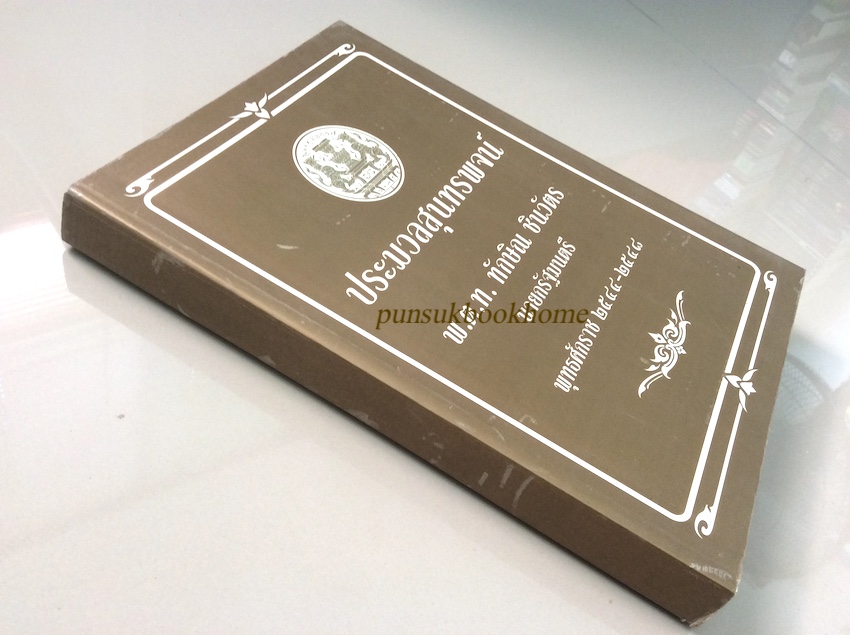 ประมวลสุนทรพจน์
พ.ต.ท. ทักษิณ ชินวัตร
นายกรัฐมนตรี
พุทธศักราช ๒๕๔๔-๒๕๔๘
punsukbookhome